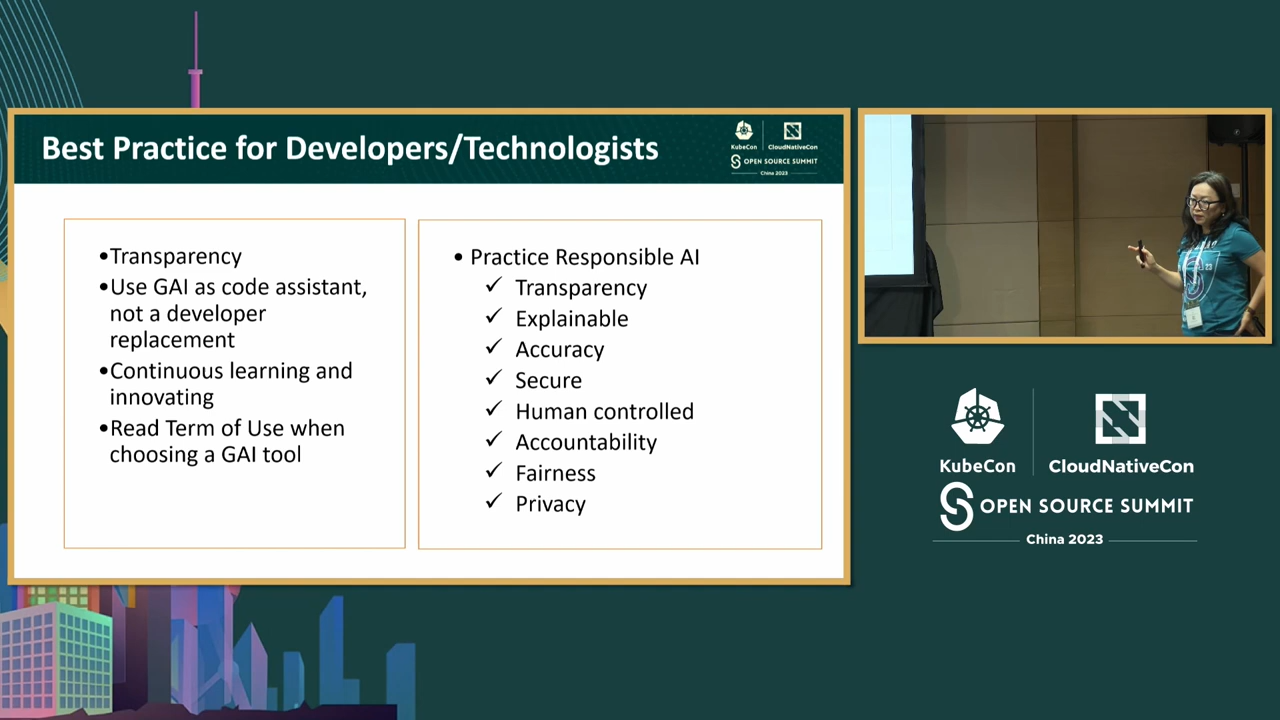 Best Practice for Developers/Technologists
KubeCon
CloudNativeCon
OPEN SOURCE SUMMIT
China 2023
•Transparency
•Use GAI as code assistant,
not a developer
replacement
•Continuous learning and
innovating
•Read Term of Use when
choosing a GAI tool
• Practice Responsible AI
✓ Transparency
✓ Explainable
✓ Accuracy
✓ Secure
✓ Human controlled
✓ Accountability
✓ Fairness
✓ Privacy
23
KubeCon
CloudNativeCon
OPEN SOURCE SUMMIT
China 2023